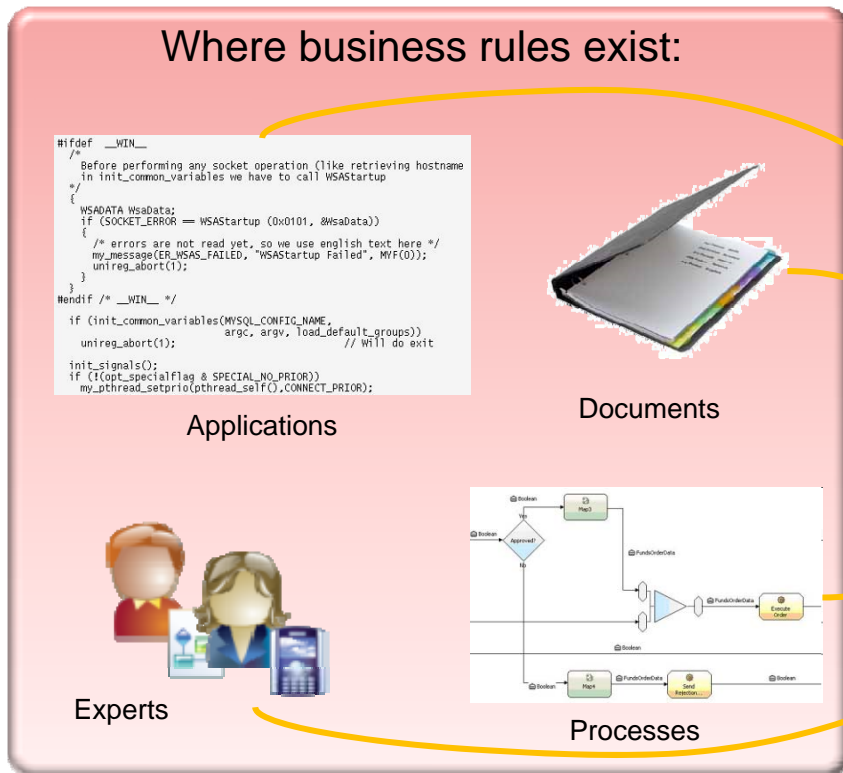 Where business rules exist:
#ifdef __WIN__
/*
Before performing any socket operation (like retrieving hostname
in init_common_variables we have to call WSAStartup
*/
{
WSADATA WsaData;
if (SOCKET_ERROR == WSAStartup (0x0101, &WsaData))
{
/* errors are not read yet, so we use english text here */
my_message(ER_WSAS_FAILED, "WSAStartup Failed", MYF(0));
unireg_abort(1);
}
}
#endif /* __WIN__ */
if (init_common_variables(MYSQL_CONFIG_NAME,
argc, argv, load_default_groups))
unireg_abort(1); // Will do exit
init_signals();
if (!(opt_specialflag & SPECIAL_NO_PRIOR))
my_pthread_setprio(pthread_self(),CONNECT_PRIOR);
Applications
Documents
Boolean
Map3
Yes
Boolean
Approved?
No
FundsOrderData
FundsOrderData
Execute
Order
Boolean
Boolean
Map4
FundsOrderData
Send
Rejection...
Boolean
Experts
Processes